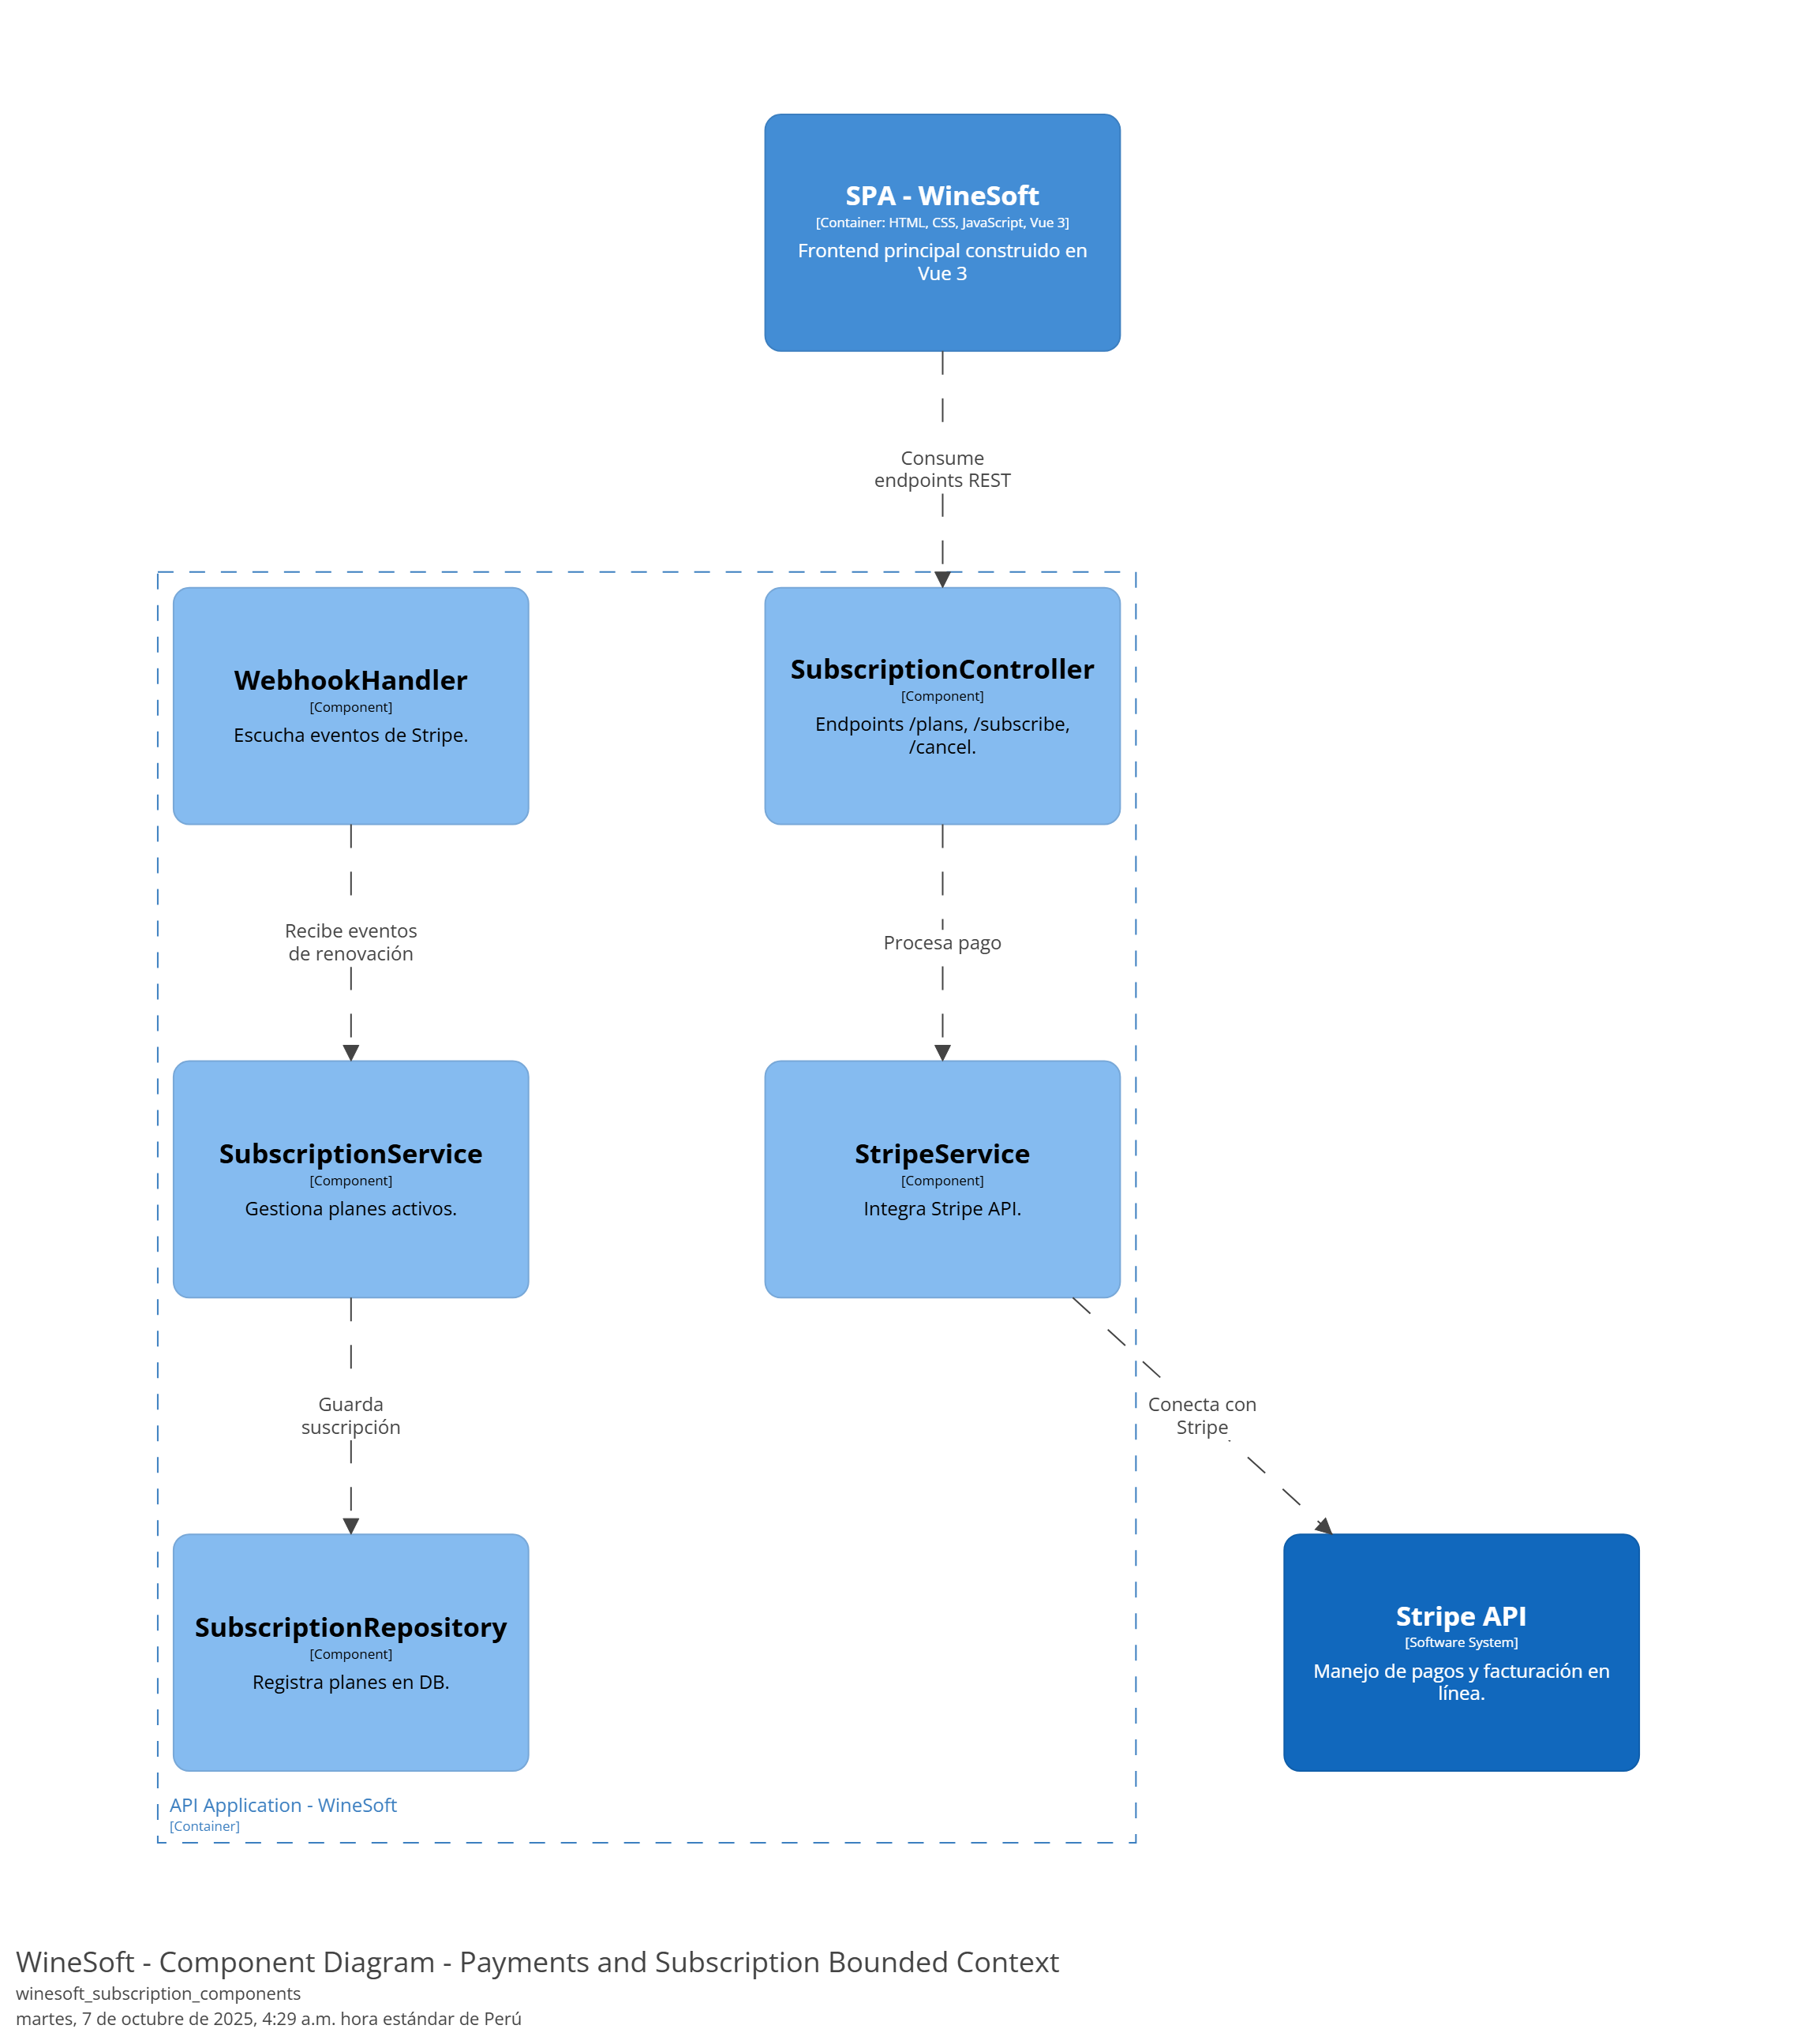 SPA - WineSoft
[Container: HTML, CSS, JavaScript, Vue 3]
Frontend principal construido en
Vue 3
Consume
endpoints REST
WebhookHandler
[Component]
Escucha eventos de Stripe.
SubscriptionController
[Component]
Endpoints /plans, /subscribe,
/cancel.
Recibe eventos
de renovación
Procesa pago
SubscriptionService
[Component]
Gestiona planes activos.
StripeService
[Component]
Integra Stripe API.
Guarda
suscripción
Conecta con
Stripe
SubscriptionRepository
[Component]
Registra planes en DB.
Stripe API
[Software System]
Manejo de pagos y facturación en
línea.
API Application - WineSoft
[Container]
WineSoft - Component Diagram - Payments and Subscription Bounded Context
winesoft_subscription_components
martes, 7 de octubre de 2025, 4:29 a.m. hora estándar de Perú